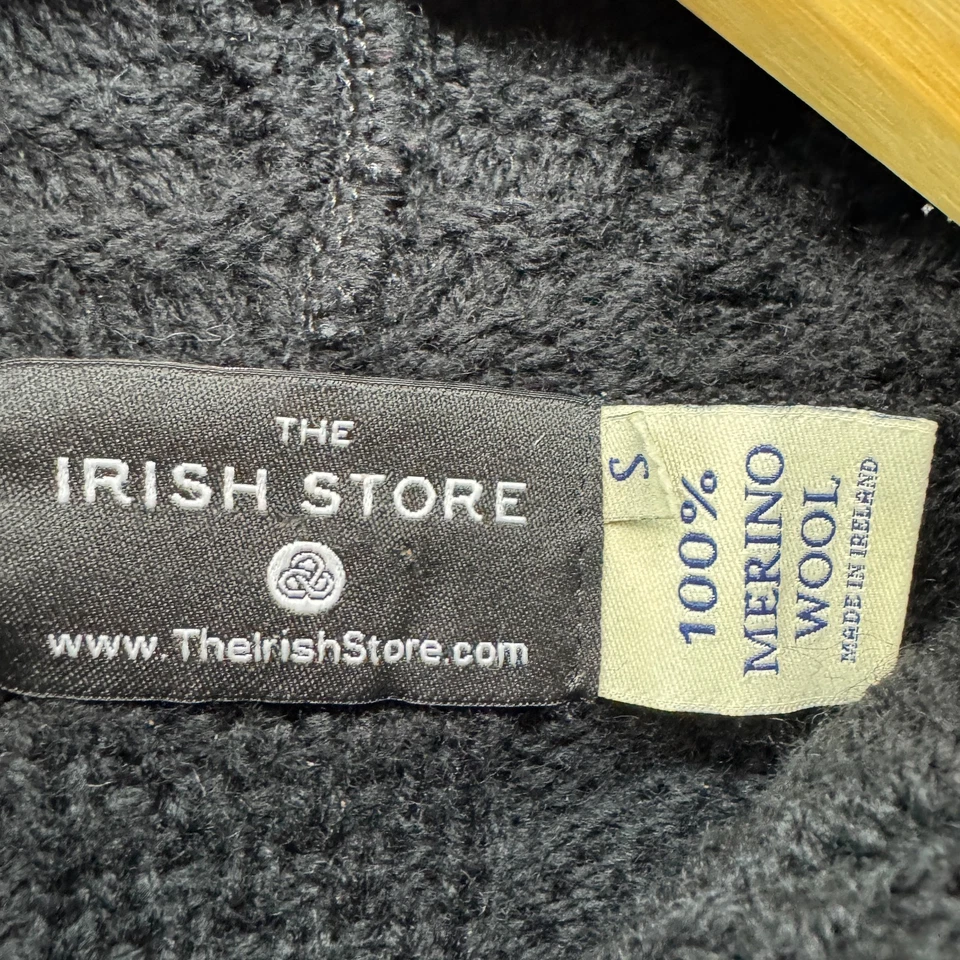 THE
IRISH STORE
www.TheIrishStore.com
S
100%
MERINO
WOOL
MADE IN IRELAND